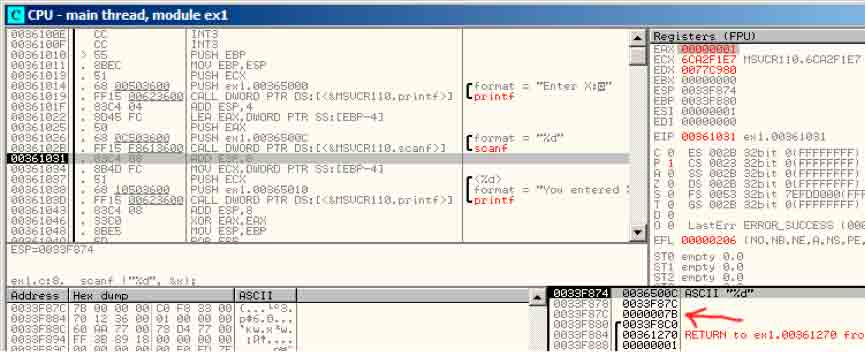 CPU - main thread, module ex1
0036100E CC INT3
0036100F CC INT3
00361010 > 55 PUSH EBP
00361011 . 8BEC MOV EBP,ESP
00361013 . 51 PUSH ECX
00361014 . 68 00503600 PUSH ex1.00365000 format = "Enter X:
00361019 . FF15 00623600 CALL DWORD PTR DS:[<&MSVCR110.printf>] printf
0036101F . 83C4 04 ADD ESP,4
00361022 . 8D45 FC LEA EAX,DWORD PTR SS:[EBP-4]
00361025 . 50 PUSH EAX
00361026 . 68 0C503600 PUSH ex1.0036500C format = "%d"
0036102B . FF15 F8613600 CALL DWORD PTR DS:[<&MSVCR110.scanf>] scanf
00361031 . 83C4 08 ADD ESP,8
00361034 . 8B4D FC MOV ECX,DWORD PTR SS:[EBP-4]
00361037 . 51 PUSH ECX <%d>
00361038 . 68 10503600 PUSH ex1.00365010 format = "You entered
0036103D . FF15 00623600 CALL DWORD PTR DS:[<&MSVCR110.printf>] printf
00361043 . 83C4 08 ADD ESP,8
00361046 . 33C0 XOR EAX,EAX
00361048 . 8BE5 MOV ESP,EBP
ESP=0033F874
ex1.c:8. scanf ("%d", &x);
Registers (FPU)
EAX 00000001
ECX 6CA2F1E7 MSVCR110.6CA2F1E7
EDX 0077C980
EBX 00000000
ESP 0033F874
EBP 0033F880
ESI 00000001
EDI 00000000
EIP 00361031 ex1.00361031
C 0 ES 002B 32bit 0(FFFFFFFF)
P 1 CS 0023 32bit 0(FFFFFFFF)
A 0 SS 002B 32bit 0(FFFFFFFF)
Z 0 DS 002B 32bit 0(FFFFFFFF)
S 0 FS 0053 32bit 7EFDD000(FFF
T 0 GS 002B 32bit 0(FFFFFFFF)
D 0
O 0 LastErr ERROR_SUCCESS (000
EFL 00000206 (NO,NB,NE,A,NS,PE,
ST0 empty 0.0
ST1 empty 0.0
ST2 empty 0.0
Address Hex dump ASCII
0033F87C 7B 00 00 00 C0 F8 33 00
0033F884 70 12 36 00 01 00 00 00
0033F88C 60 AA 77 00 78 D4 77 00
0033F894 FF 3B 89 18 00 00 00 00
0033F874 0036500C ASCII "%d"
0033F878 0033F87C
0033F87C 0000007B
0033F880 0033F8C0
0033F884 00361270 RETURN to ex1.00361270 fro
0033F888 00000001